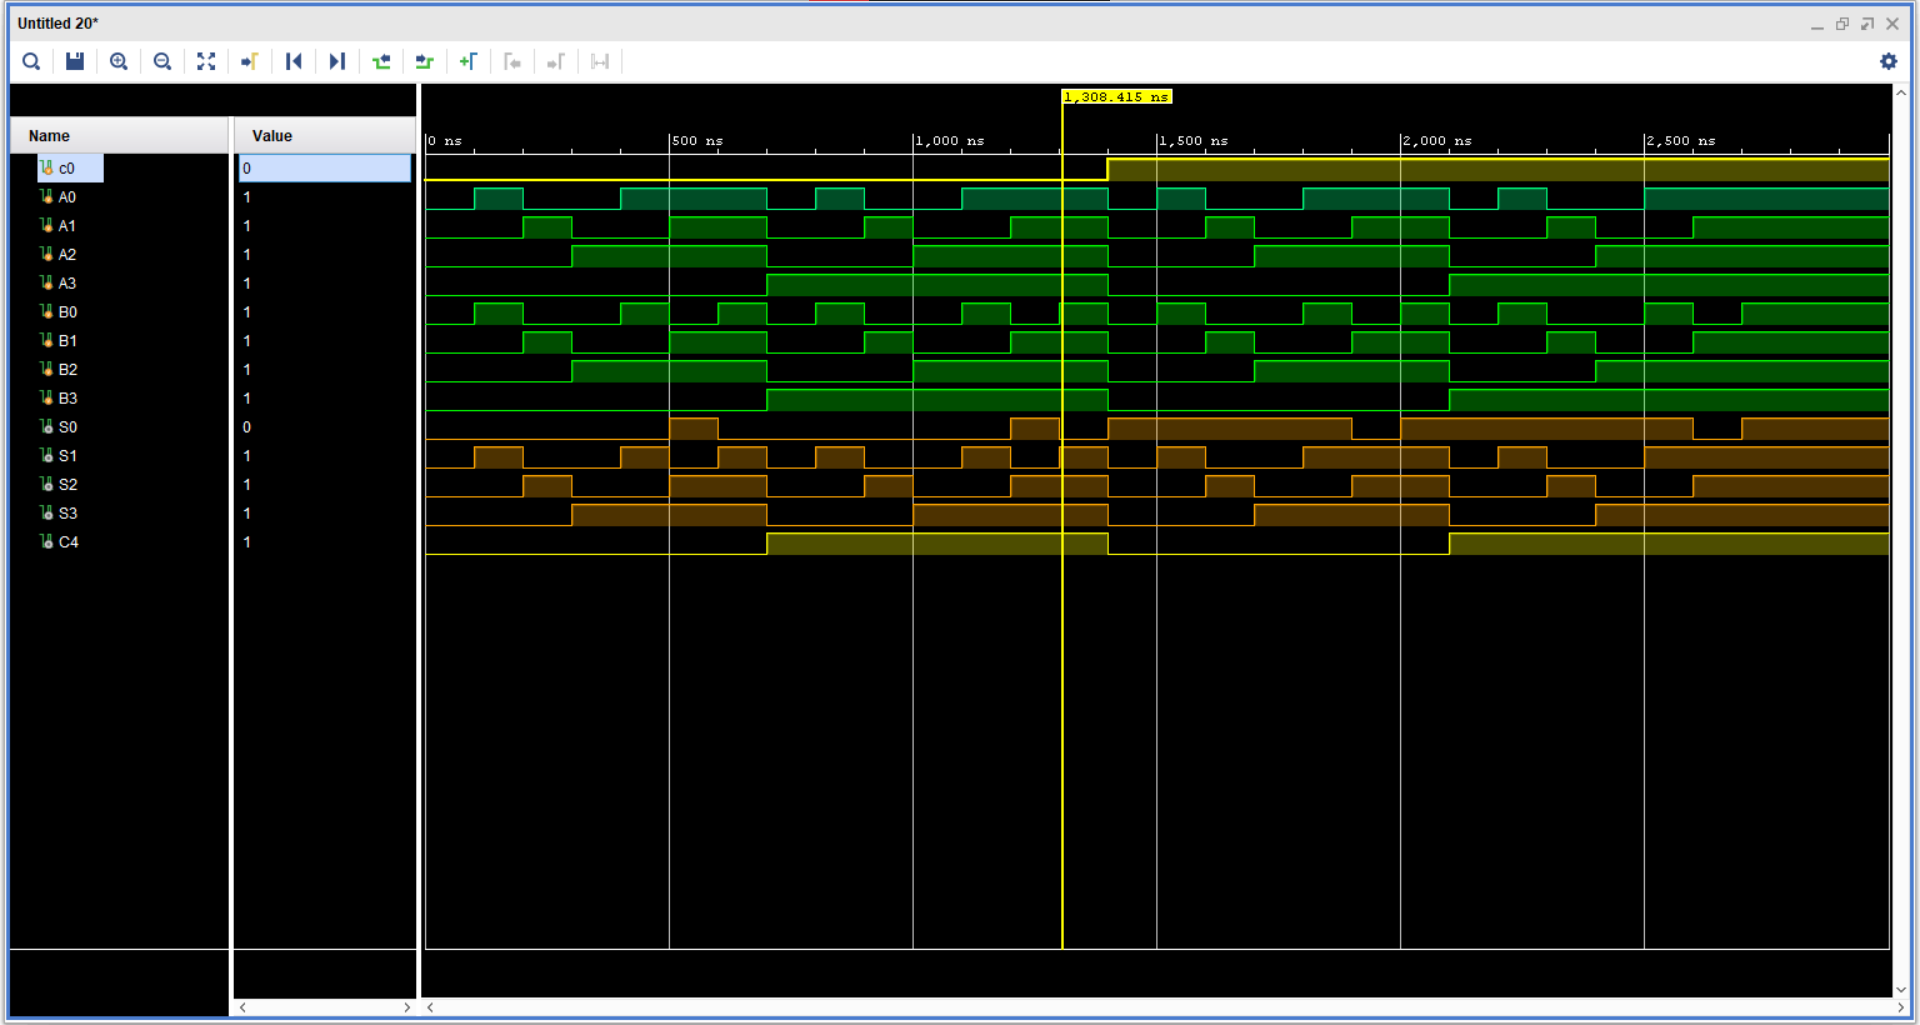 Untitled 20*
1,308.415 ns
Name Value
0 ns 500 ns 1,000 ns 1,500 ns 2,000 ns 2,500 ns
c0 0
A0 1
A1 1
A2 1
A3 1
B0 1
B1 1
B2 1
B3 1
S0 0
S1 1
S2 1
S3 1
C4 1